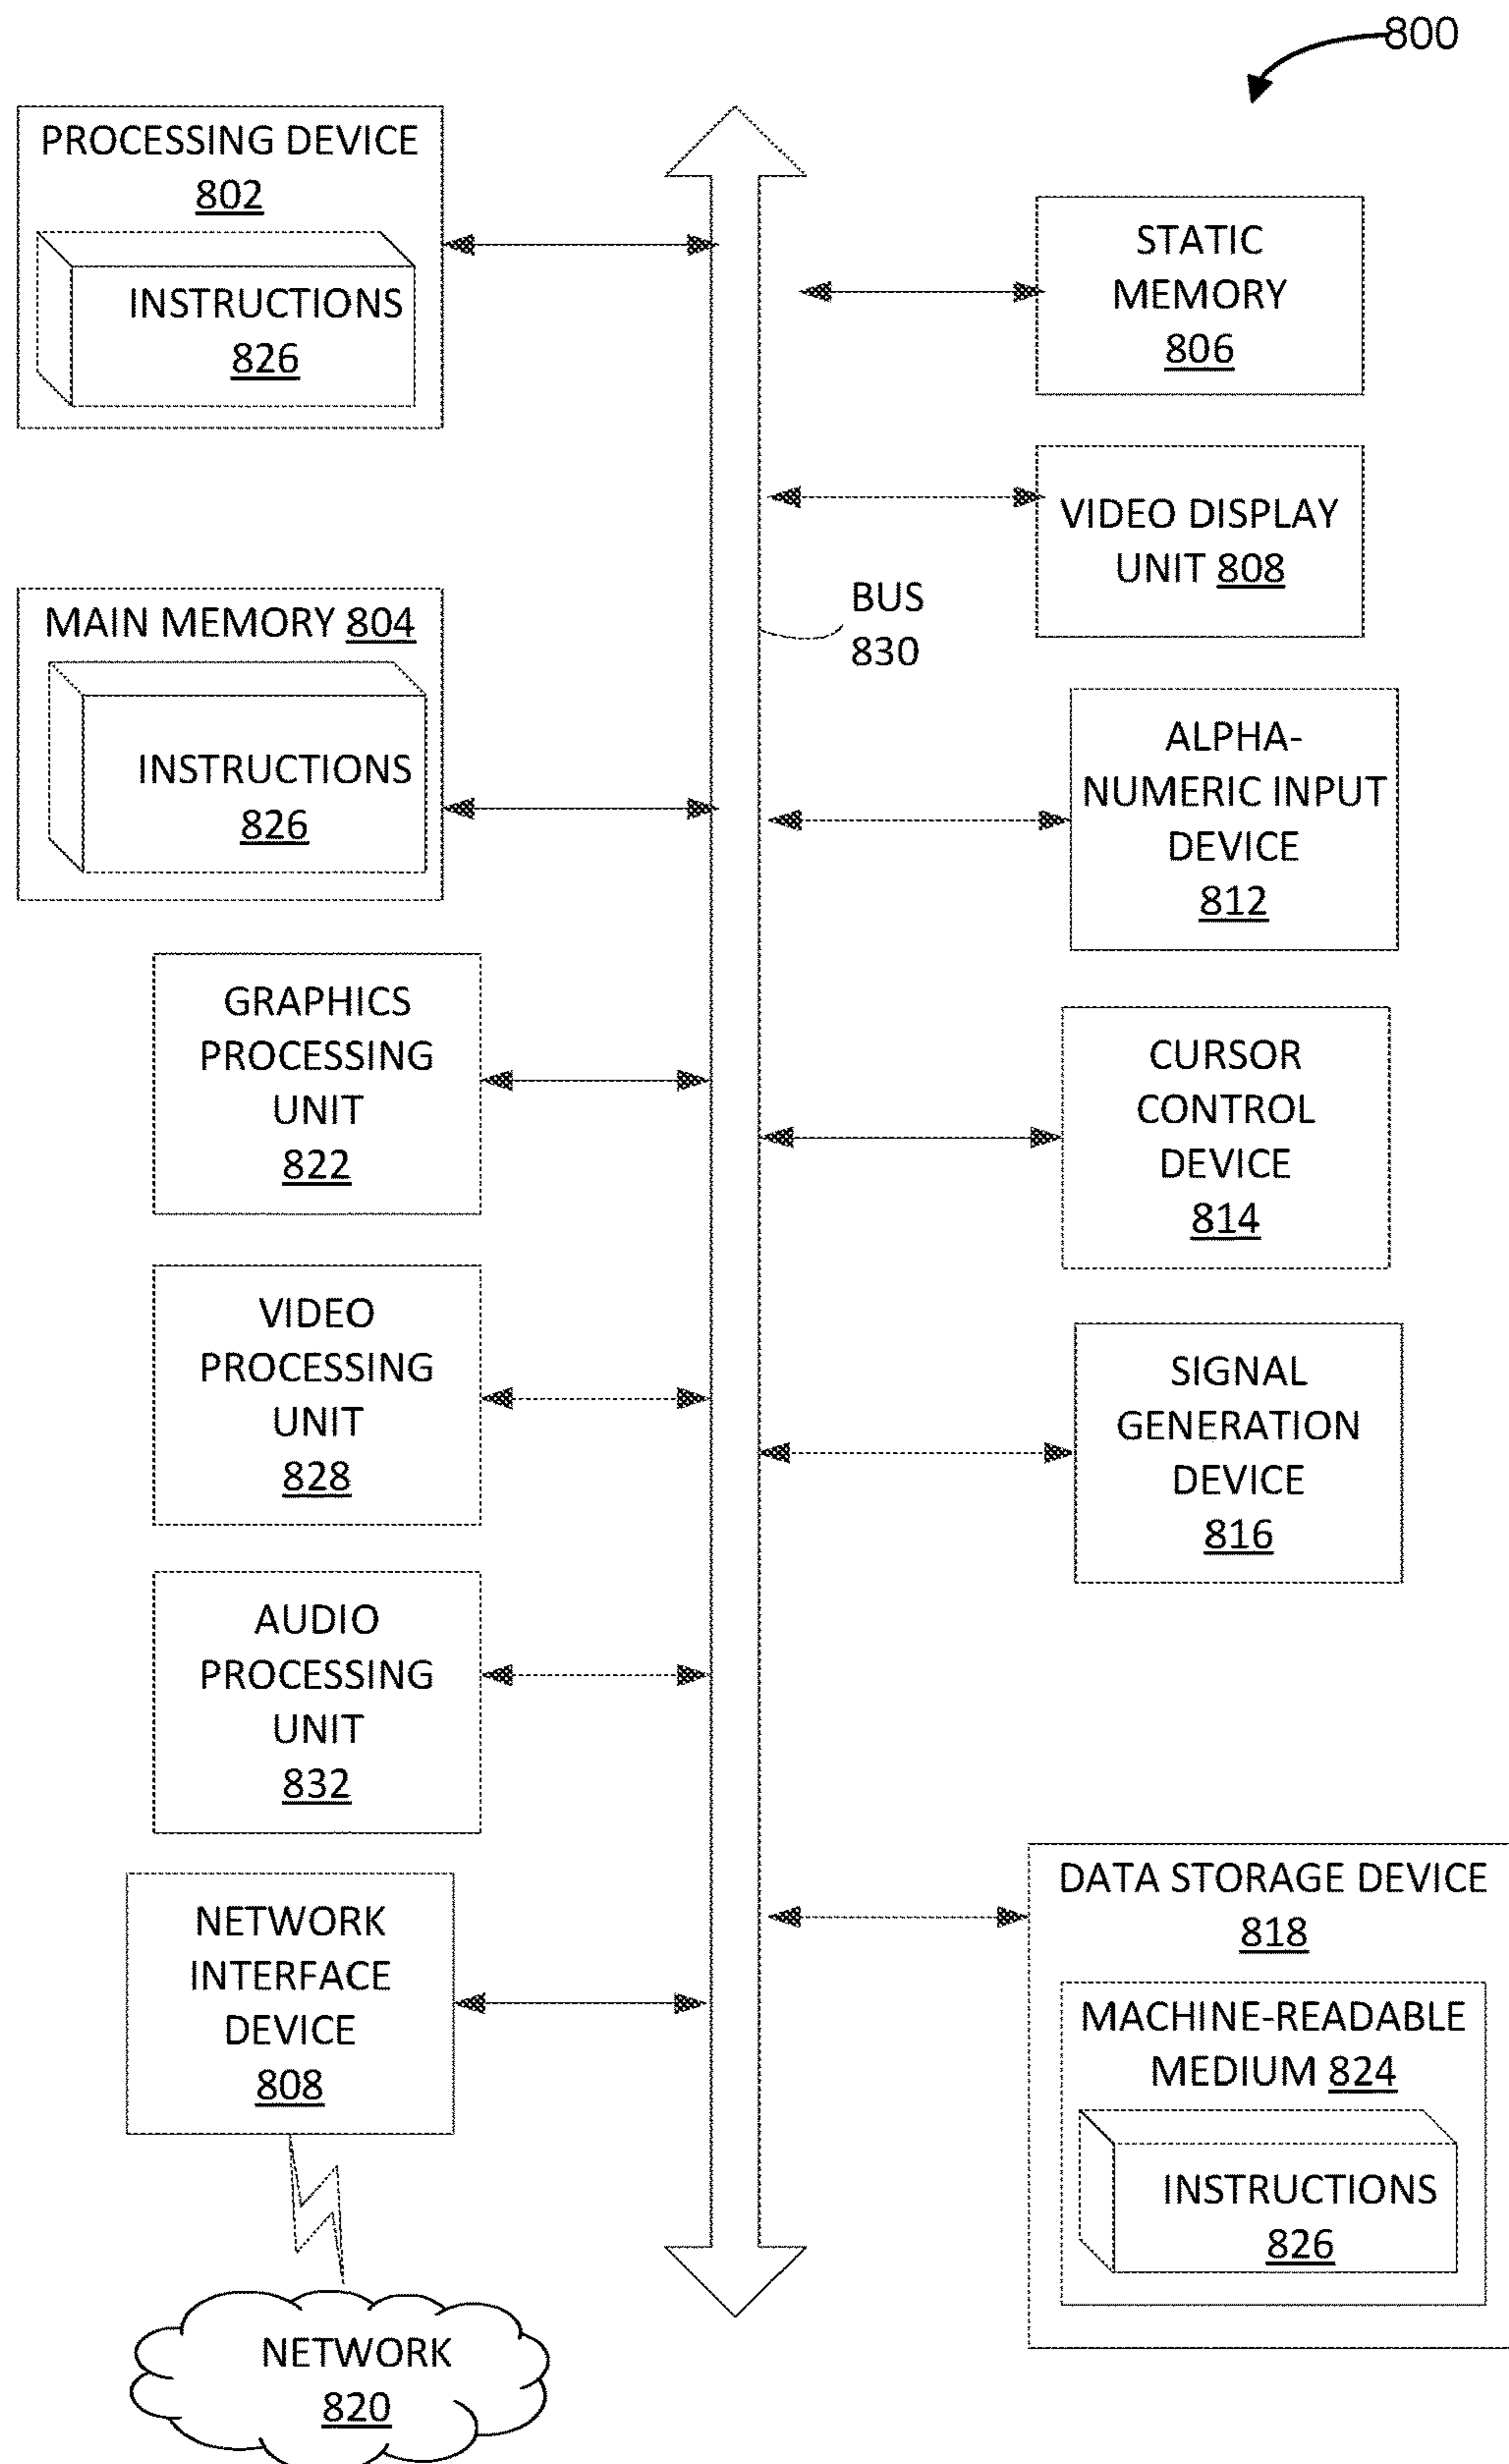 800
PROCESSING DEVICE
802
INSTRUCTIONS
826
STATIC
MEMORY
806
VIDEO DISPLAY
UNIT 808
BUS
830
MAIN MEMORY 804
INSTRUCTIONS
826
ALPHA-
NUMERIC INPUT
DEVICE
812
GRAPHICS
PROCESSING
UNIT
822
CURSOR
CONTROL
DEVICE
814
VIDEO
PROCESSING
UNIT
828
SIGNAL
GENERATION
DEVICE
816
AUDIO
PROCESSING
UNIT
832
NETWORK
INTERFACE
DEVICE
808
DATA STORAGE DEVICE
818
MACHINE-READABLE
MEDIUM 824
INSTRUCTIONS
826
NETWORK
820